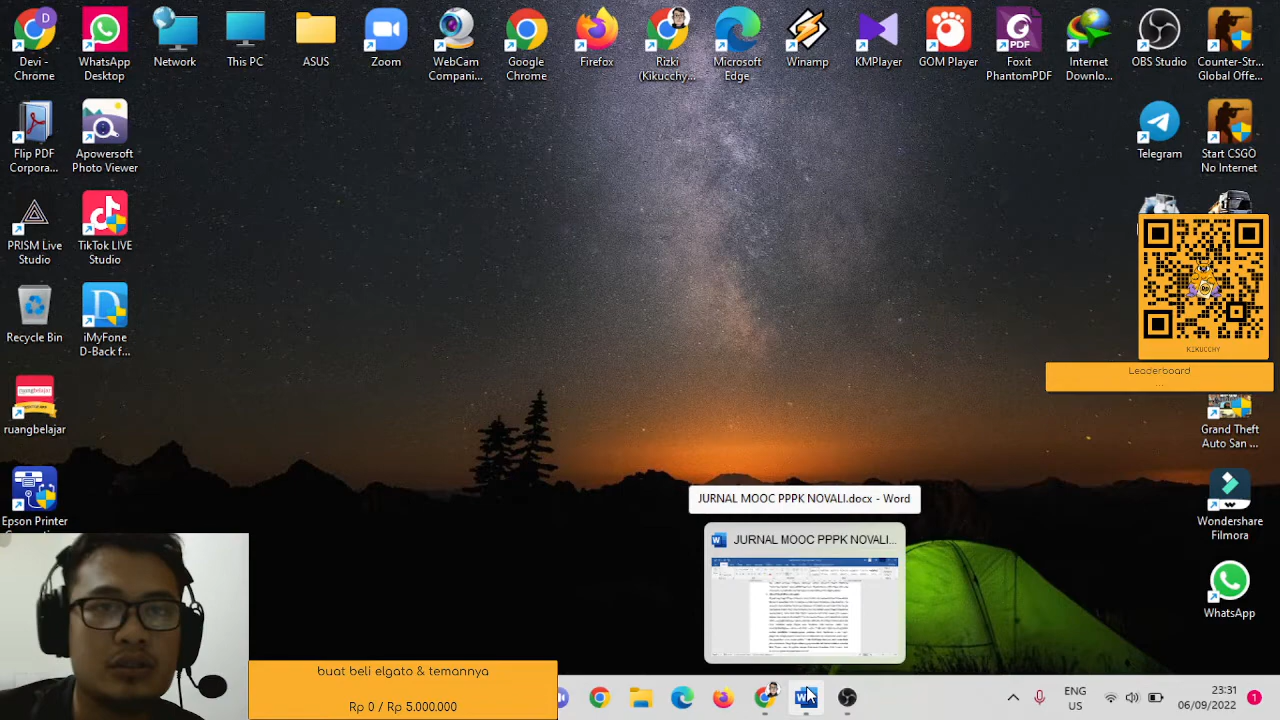 Devi -
Chrome
WhatsApp
Desktop
Network
This PC
ASUS
Zoom
WebCam
Compani...
Google
Chrome
Firefox
Rizki
(Kikucchy...
Microsoft
Edge
Winamp
KMPlayer
GOM Player
PDF
Foxit
PhantomPDF
Internet
Downlo...
OBS Studio
Counter-Str...
Global Offe...
Flip PDF
Corpora...
Apowersoft
Photo Viewer
Telegram
Start CSGO
No Internet
PRISM Live
Studio
TikTok LIVE
Studio
KIKUCCHY
Recycle Bin
iMyFone
D-Back f...
Leaderboard
...
ruangbelajar
Grand Theft
Auto San ...
Epson Printer
Wondershare
Filmora
JURNAL MOOC PPPK NOVALI.docx - Word
JURNAL MOOC PPPK NOVALI...
WhatsApp
buat beli elgato & temannya
Rp 0 / Rp 5.000.000
ENG
US
23:31
06/09/2022
1